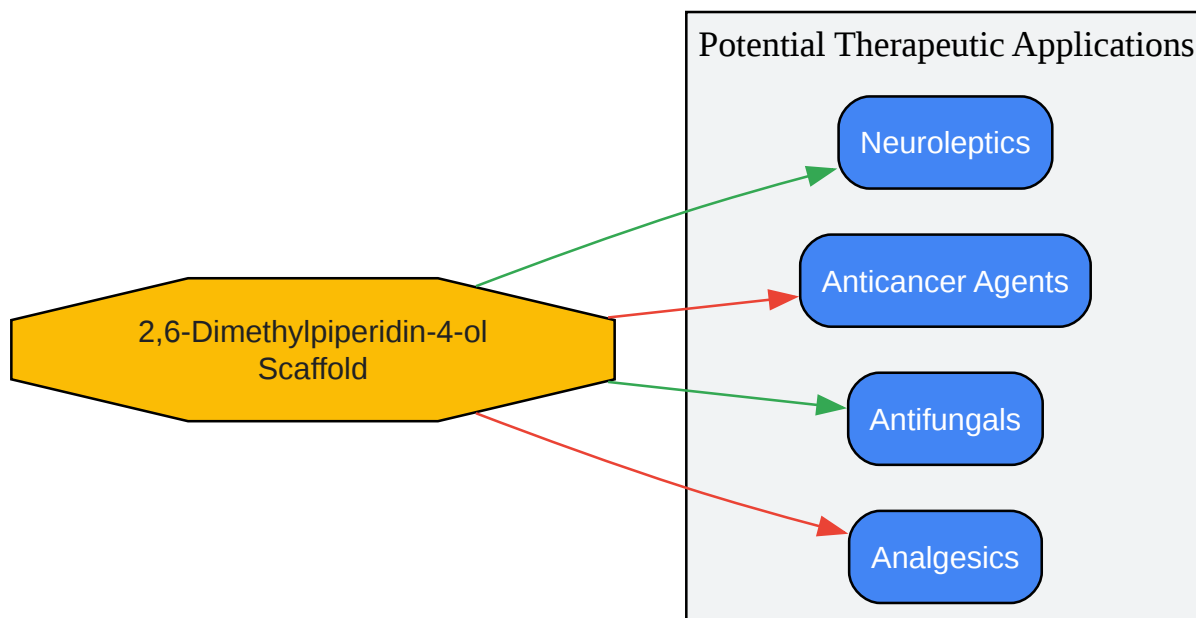 Potential Therapeutic Applications
Neuroleptics
Anticancer Agents
2,6-Dimethylpiperidin-4-ol
Scaffold
Antifungals
Analgesics